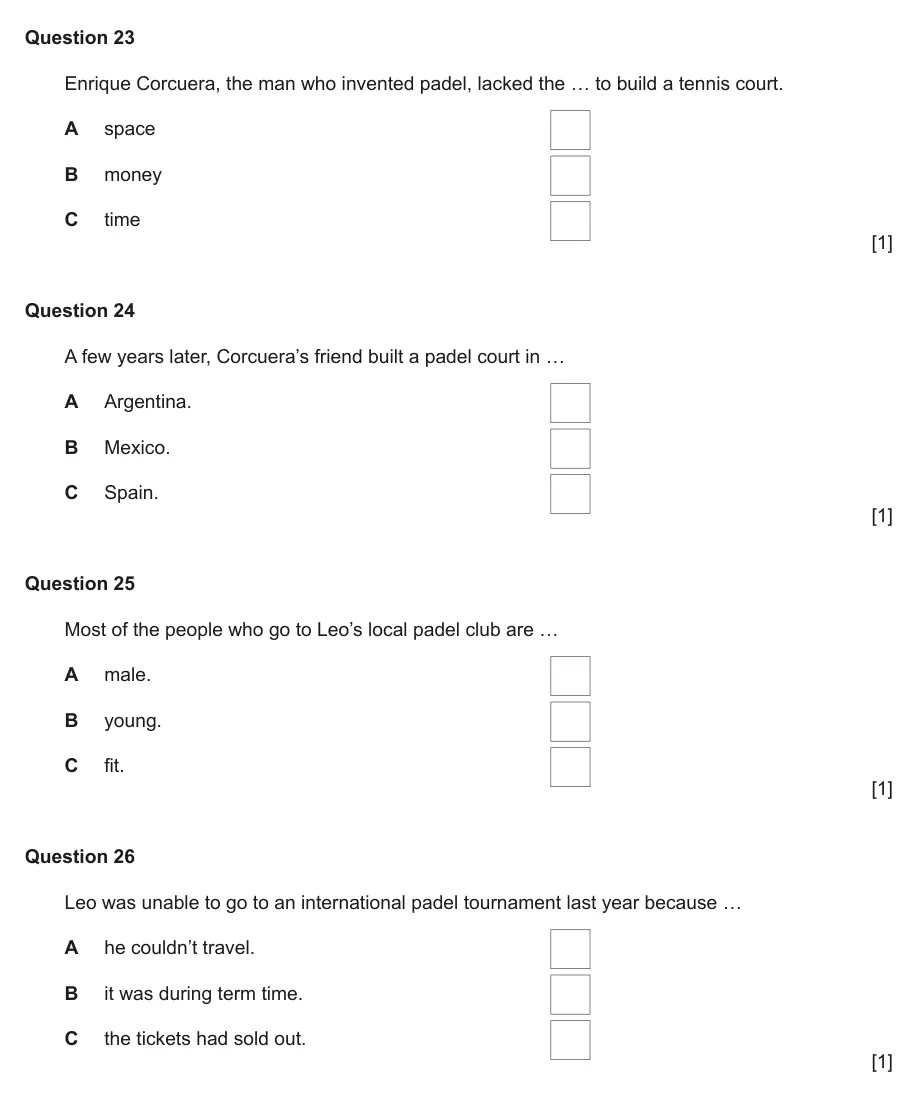 Question 23
Enrique Corcuera, the man who invented padel, lacked the … to build a tennis court.
A space
B money
C time
[1]
Question 24
A few years later, Corcuera’s friend built a padel court in …
A Argentina.
B Mexico.
C Spain.
[1]
Question 25
Most of the people who go to Leo’s local padel club are …
A male.
B young.
C fit.
[1]
Question 26
Leo was unable to go to an international padel tournament last year because …
A he couldn’t travel.
B it was during term time.
C the tickets had sold out.
[1]